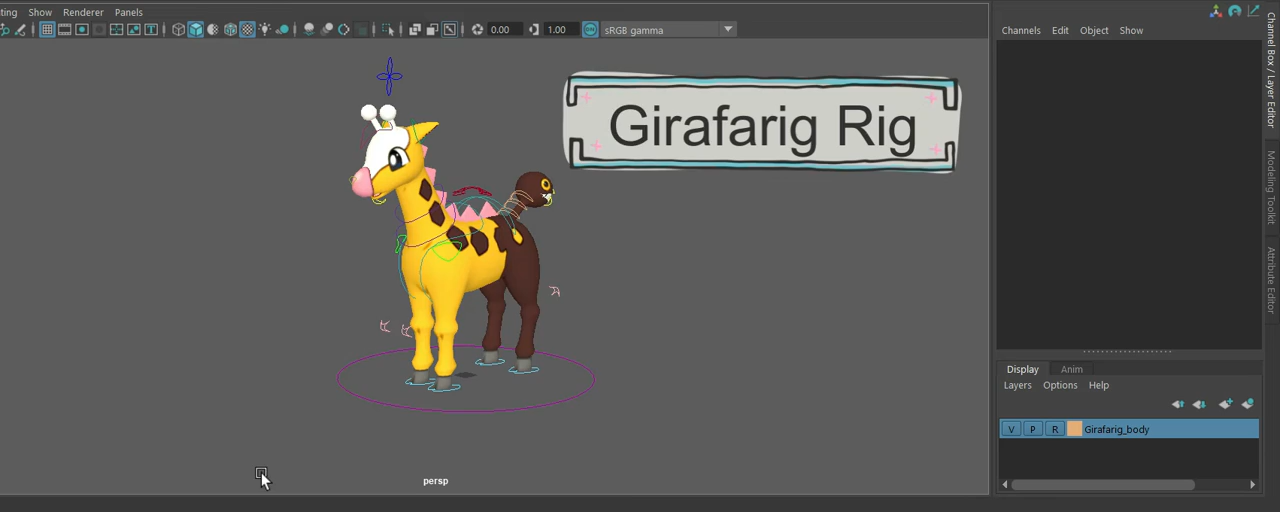 ting Show Renderer Panels
0.00 1.00 sRGB gamma
Girafarig Rig
persp
Channels Edit Object Show
Channel Box / Layer Editor
Modeling Toolkit
Attribute Editor
Display Anim
Layers Options Help
V P R Girafarig_body